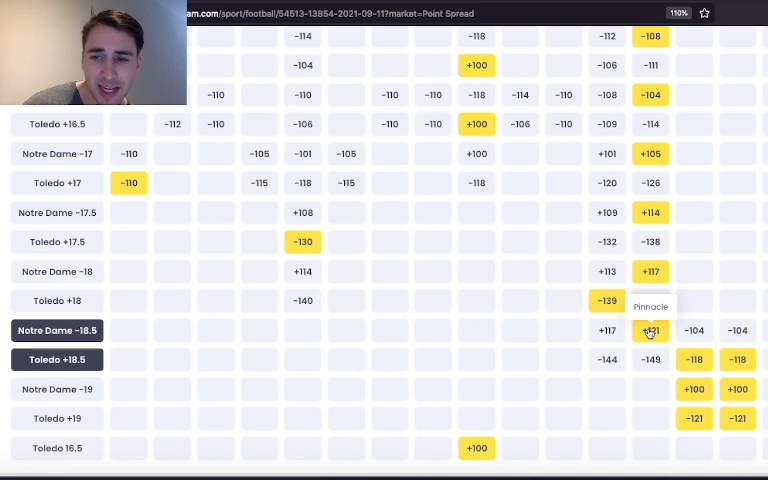 am.com/sport/football/54513-13854-2021-09-11?market=Point Spread 110%
-114 -118 -112 -108
-104 +100 -106 -111
-110 -110 -110 -110 -118 -114 -110 -108 -104
Toledo +16.5 -112 -110 -106 -110 -110 +100 -106 -110 -109 -114
Notre Dame -17 -110 -105 -101 -105 +100 +101 +105
Toledo +17 -110 -115 -118 -115 -118 -120 -126
Notre Dame -17.5 +108 +109 +114
Toledo +17.5 -130 -132 -138
Notre Dame -18 +114 +113 +117
Toledo +18 -140 -139
Pinnacle
Notre Dame -18.5 +117 -104 -104
Toledo +18.5 -144 -149 -118 -118
Notre Dame -19 +100 +100
Toledo +19 -121 -121
Toledo 16.5 +100